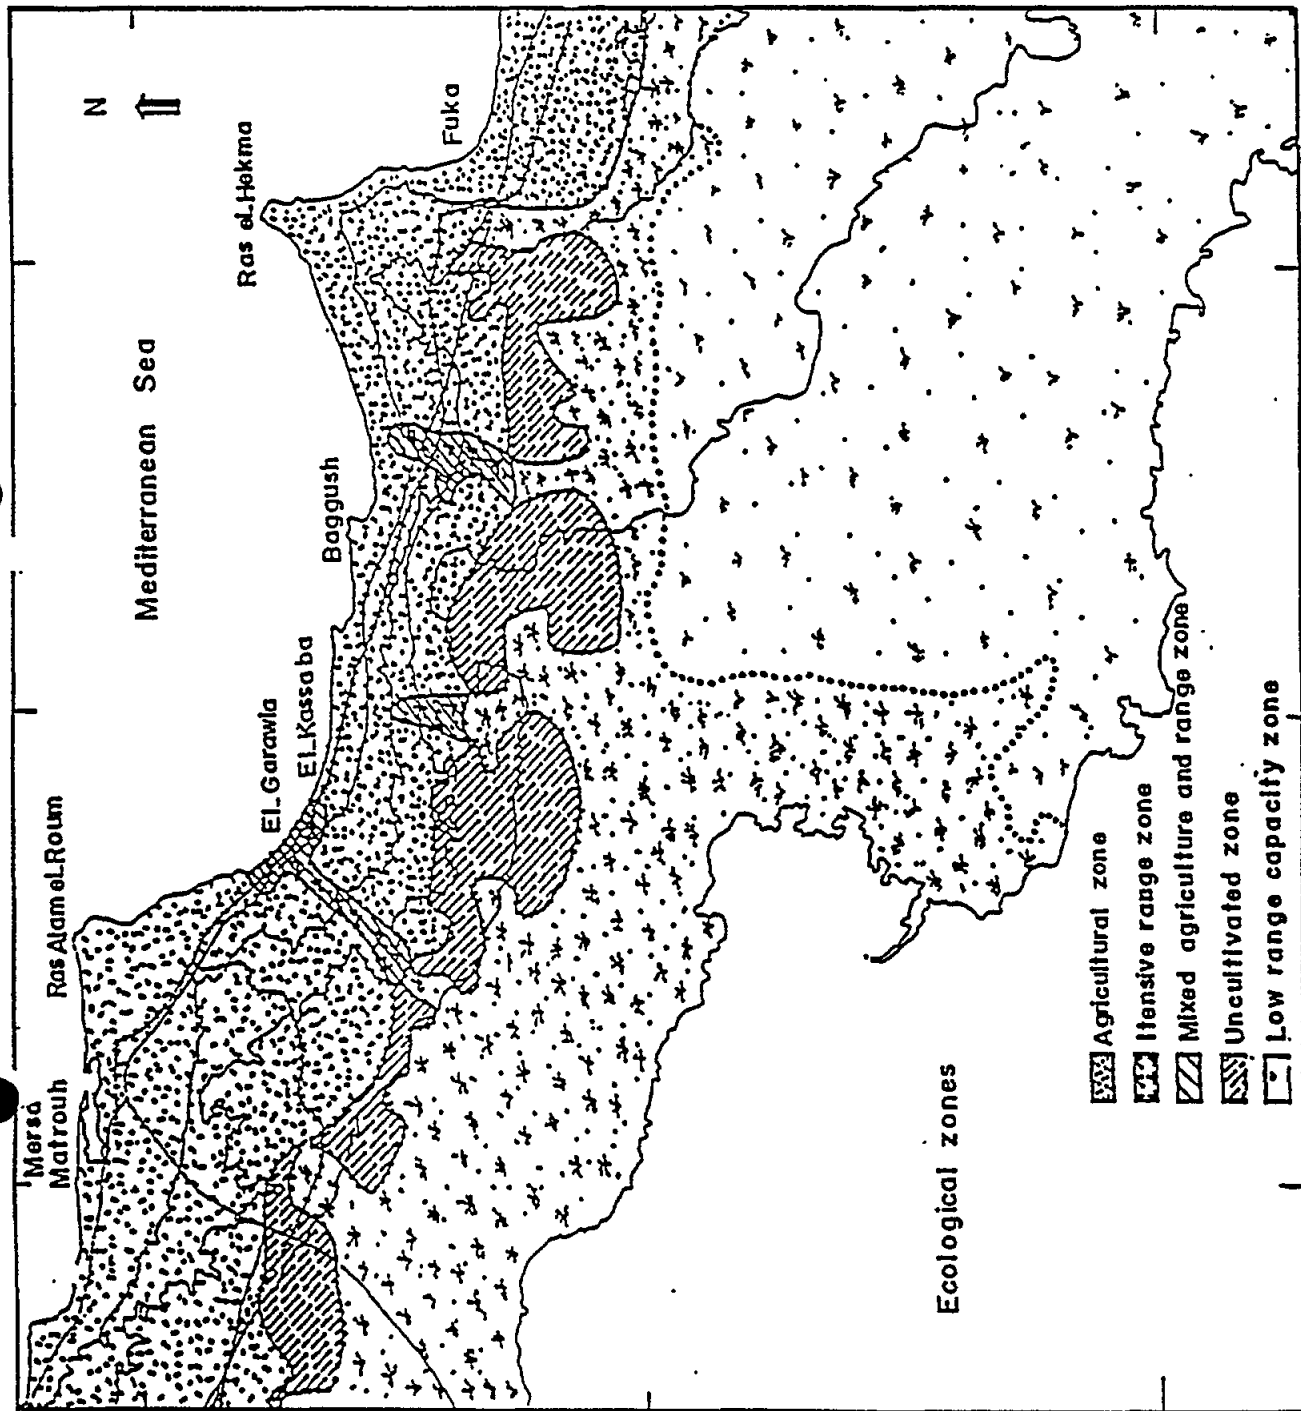 N
Mediterranean Sea
Mersa
Matrouh
Ras Alam eL Roum
EL Garawla
EL Kassaba
Baggush
Ras eL Hekma
Fuka
Ecological zones
Agricultural zone
Itensive range zone
Mixed agriculture and range zone
Uncultivated zone
Low range capacity zone